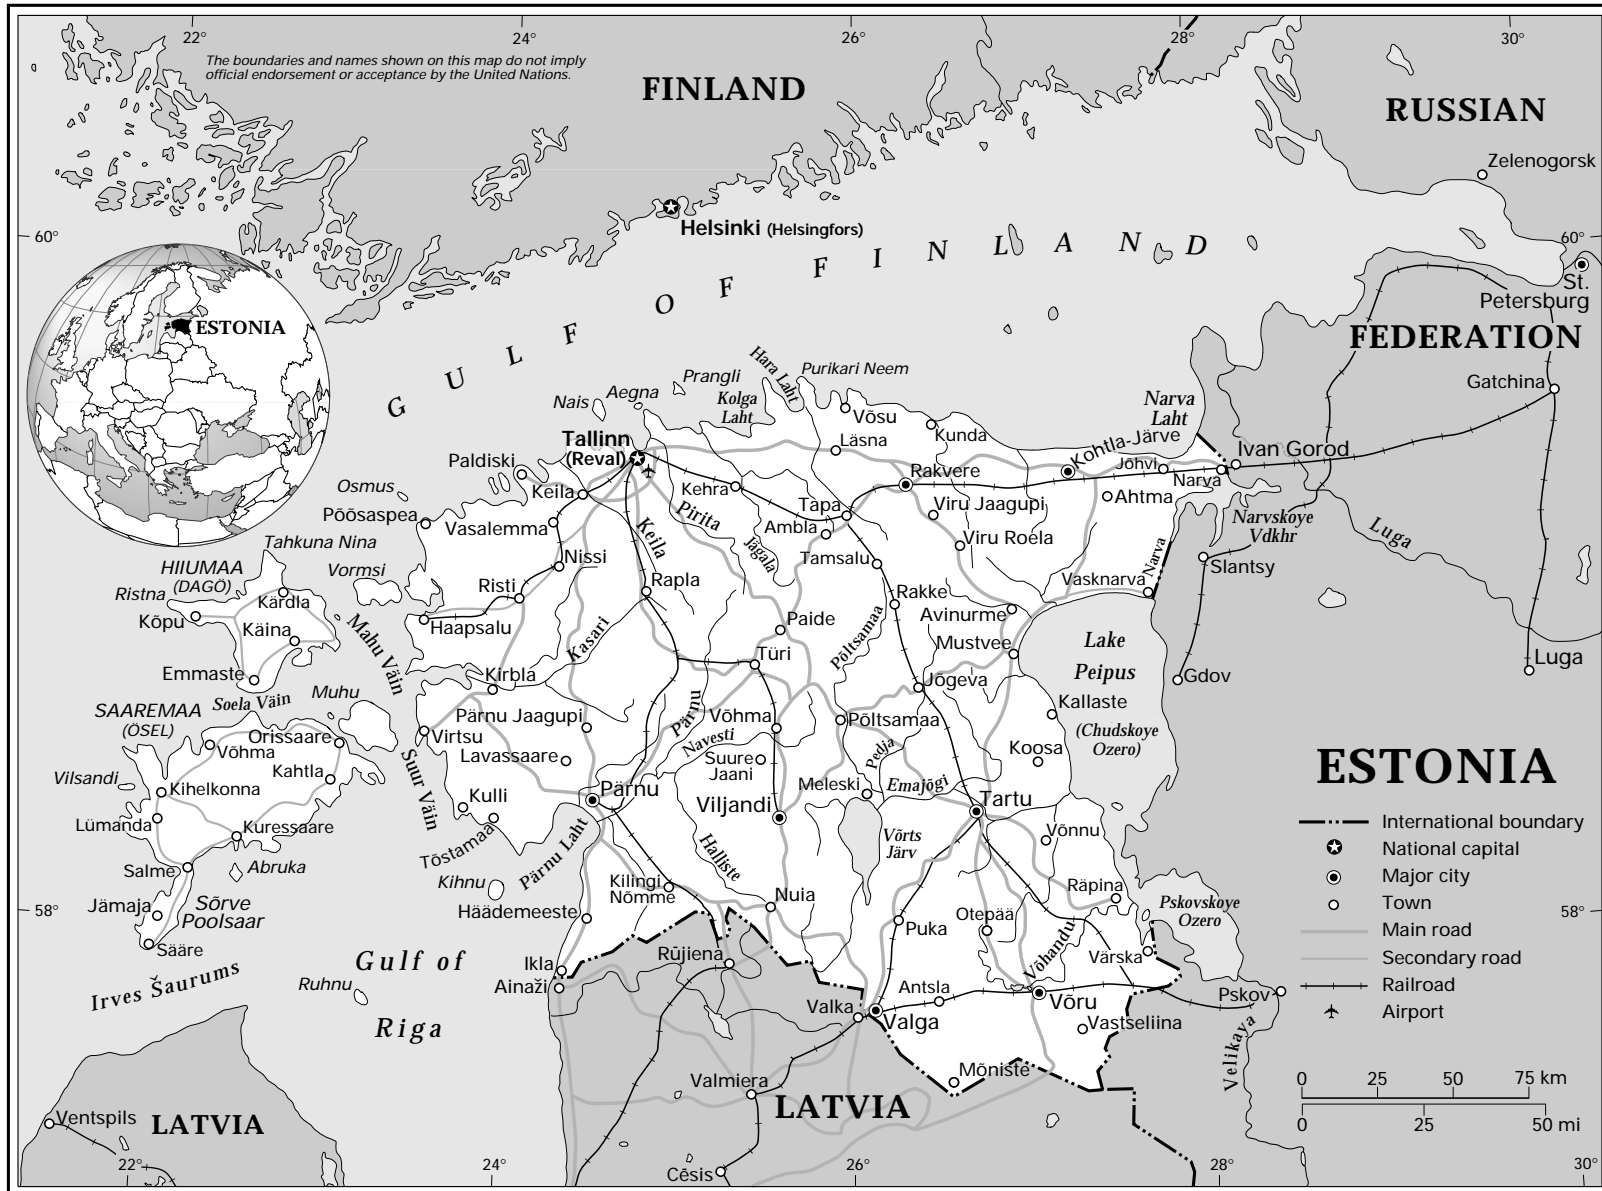 22°
24°
26°
28°
30°
The boundaries and names shown on this map do not imply
official endorsement or acceptance by the United Nations.
FINLAND
RUSSIAN
Zelenogorsk
Helsinki (Helsingfors)
60°
60°
GULF OF FINLAND
St.
Petersburg
ESTONIA
FEDERATION
Gatchina
Hara Laht
Purikari Neem
Prangli
Aegna
Nais
Kolga
Laht
Narva
Laht
Võsu
Kunda
Tallinn
(Reval)
Läsna
Kohtla-Järve
Ivan Gorod
Paldiski
Rakvere
Johvi
Narva
Keila
Kehra
Ahtma
Osmus
Põõsaspea
Vasalemma
Pirita
Tapa
Viru Jaagupi
Ambla
Narvskoye
Vdkhr
Luga
Keila
Jägala
Viru Roela
Tahkuna Nina
HIIUMAA
(DAGÖ)
Vormsi
Nissi
Tamsalu
Narva
Slantsy
Ristna
Risti
Rapla
Vasknarva
Kärdla
Rakke
Kõpu
Avinurme
Käina
Haapsalu
Paide
Põltsamaa
Mahu Väin
Kasari
Mustvee
Lake
Peipus
Türi
Luga
Emmaste
Kirbla
Jõgeva
Gdov
Soela Väin
Muhu
Kallaste
SAAREMAA
(ÖSEL)
Pärnu Jaagupi
Pärnu
Võhma
Põltsamaa
(Chudskoye
Ozero)
Orissaare
Võhma
Virtsu
Navesti
Koosa
Lavassaare
Suure
Jaani
Pedja
ESTONIA
Kahtla
Vilsandi
Suur Väin
Kihelkonna
Meleski
Emajõgi
Kulli
Pärnu
Viljandi
Tartu
Lümanda
Kuressaare
International boundary
Võnnu
Võrts
Järv
Tõstamaa
Pärnu Laht
Halliste
National capital
Salme
Abruka
Kihnu
Major city
Kilingi
Nõmme
Nuia
Räpina
Jämaja
Sõrve
Poolsaar
Häädemeeste
Otepää
Pskovskoye
Ozero
Town
58°
58°
Puka
Main road
Sääre
Võhandu
Värska
Gulf of
Riga
Ikla
Rūjiena
Secondary road
Irves Šaurums
Ruhnu
Ainaži
Antsla
Pskov
Railroad
Valka
Valga
Võru
Vastseliina
Airport
Velikaya
Mõniste
Valmiera
0 25 50 75 km
LATVIA
Ventspils
LATVIA
0 25 50 mi
Cēsis
22°
24°
26°
28°
30°